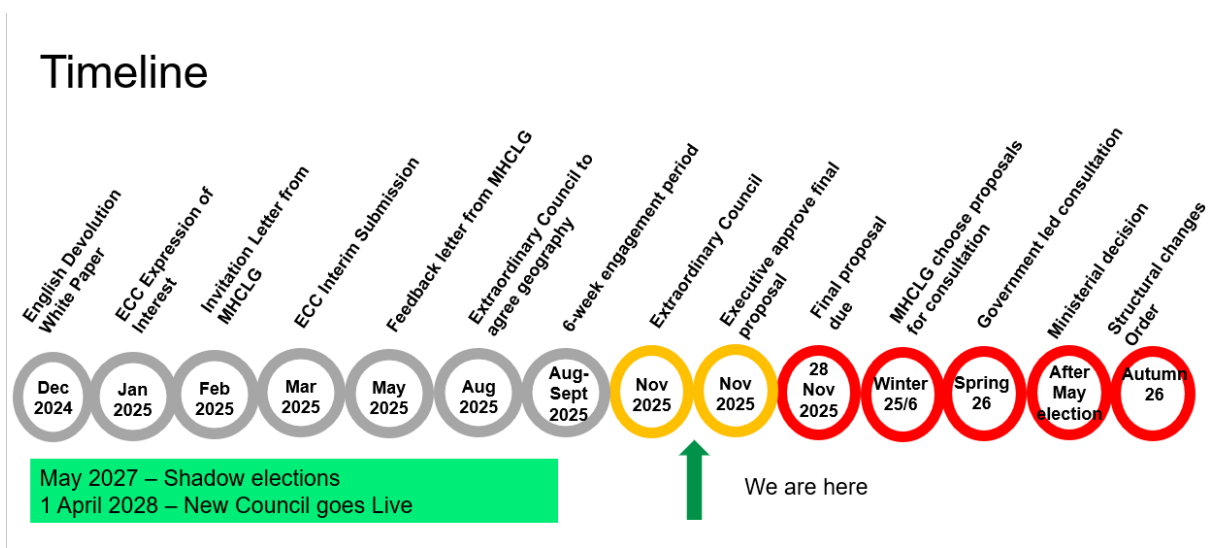 Timeline
English Devolution
White Paper
ECC Expression of
Interest
Invitation Letter from
MHCLG
ECC Interim Submission
Feedback letter from MHCLG
Extraordinary Council to
agree geography
6-week engagement period
Extraordinary Council
Executive approve final
proposal
Final proposal
due
MHCLG choose proposals
for consultation
Government led consultation
Ministerial decision
Structural changes
Order
Dec
2024
Jan
2025
Feb
2025
Mar
2025
May
2025
Aug
2025
Aug-
Sept
2025
Nov
2025
Nov
2025
28
Nov
2025
Winter
25/6
Spring
26
After
May
election
Autumn
26
May 2027 – Shadow elections
1 April 2028 – New Council goes Live
We are here